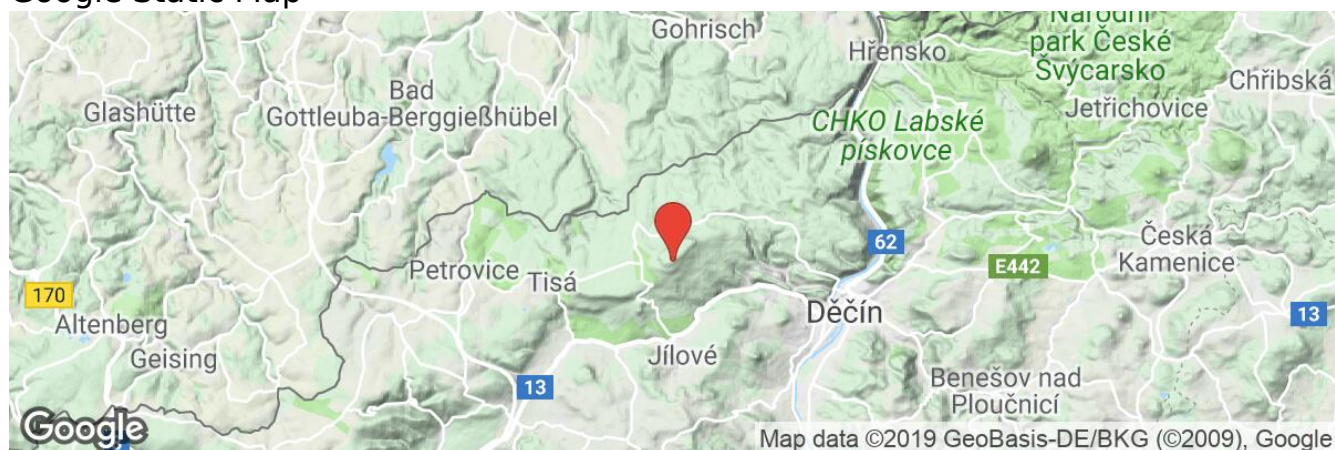 Google Static Map
Gohrisch
Národní
park České
Švýcarsko
Hřensko
Chřibská
Glashütte
Bad
Gottleuba-Berggießhübel
Jetřichovice
CHKO Labské
pískovce
62
Česká
Kamenice
Petrovice
Tisá
E442
170
Děčín
13
Altenberg
Geising
Jílové
13
Benešov nad
Ploučnicí
Google
Map data ©2019 GeoBasis-DE/BKG (©2009), Google